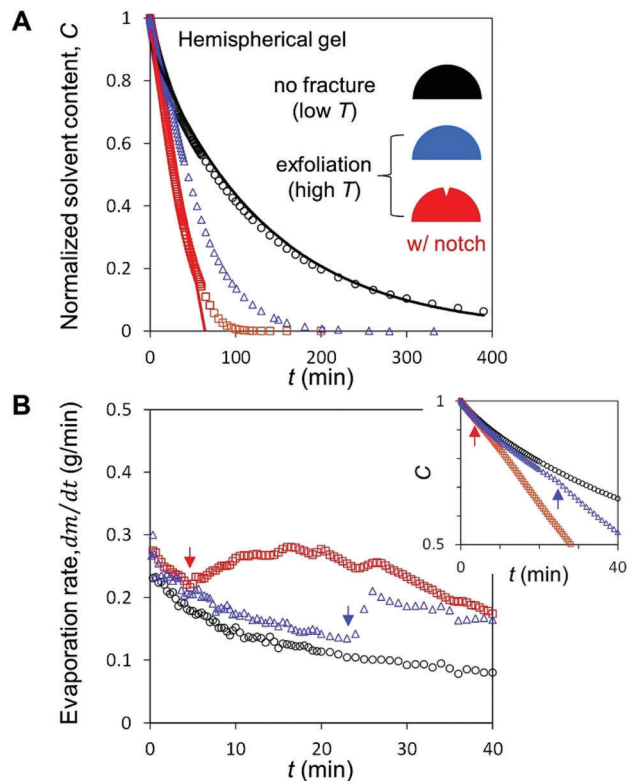 A
Normalized solvent content, C
1
0.8
0.6
0.4
0.2
0
Hemispherical gel
no fracture
(low T)
exfoliation
(high T)
w/ notch
0
100
200
300
400
t (min)
B
Evaporation rate, dm/dt (g/min)
0.5
0.4
0.3
0.2
0.1
0
0
10
20
30
40
t (min)
C
1
0.5
0
20
40
t (min)